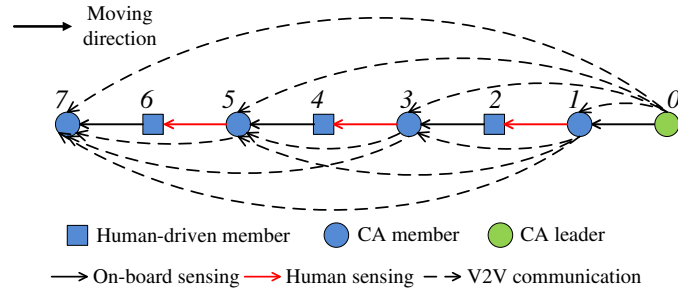 Moving
direction
7 6 5 4 3 2 1 0
Human-driven member CA member CA leader
On-board sensing Human sensing V2V communication